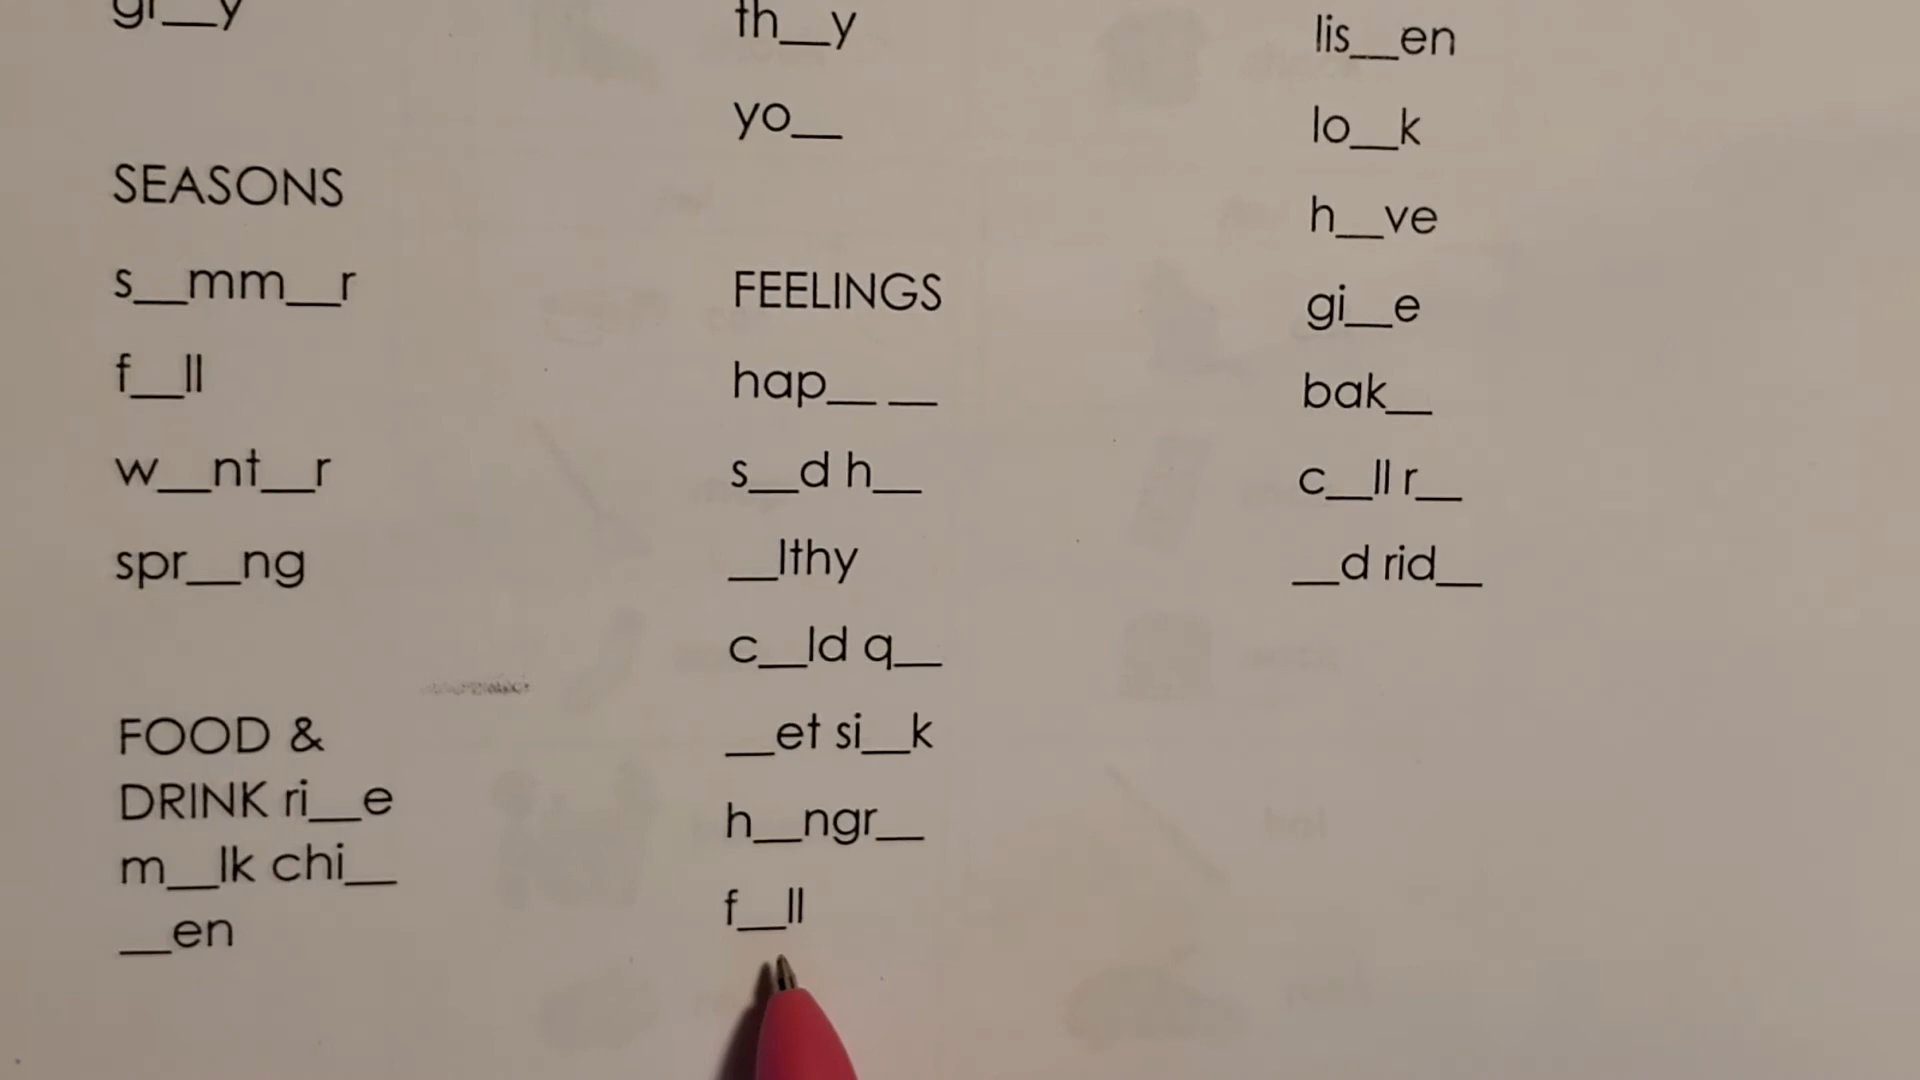 gr__y
SEASONS
s__mm__r
f__ll
w__nt__r
spr__ng
FOOD &
DRINK ri__e
m__lk chi__
__en
th__y
yo__
FEELINGS
hap__ __
s__d h__
__lthy
c__ld q__
__et si__k
h__ngr__
f__ll
lis__en
lo__k
h__ve
gi__e
bak__
c__ll r__
__d rid__